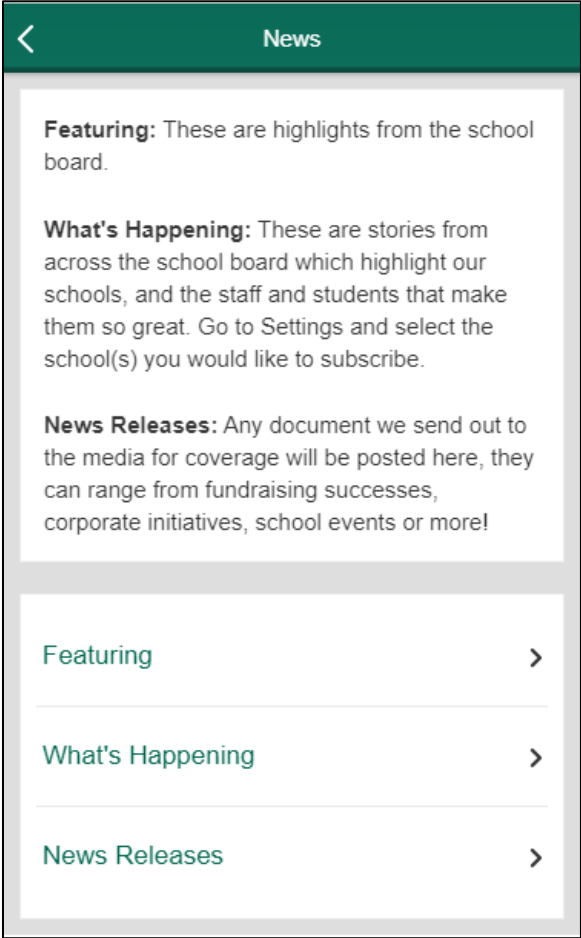 News
Featuring: These are highlights from the school
board.
What's Happening: These are stories from
across the school board which highlight our
schools, and the staff and students that make
them so great. Go to Settings and select the
school(s) you would like to subscribe.
News Releases: Any document we send out to
the media for coverage will be posted here, they
can range from fundraising successes,
corporate initiatives, school events or more!
Featuring
What's Happening
News Releases